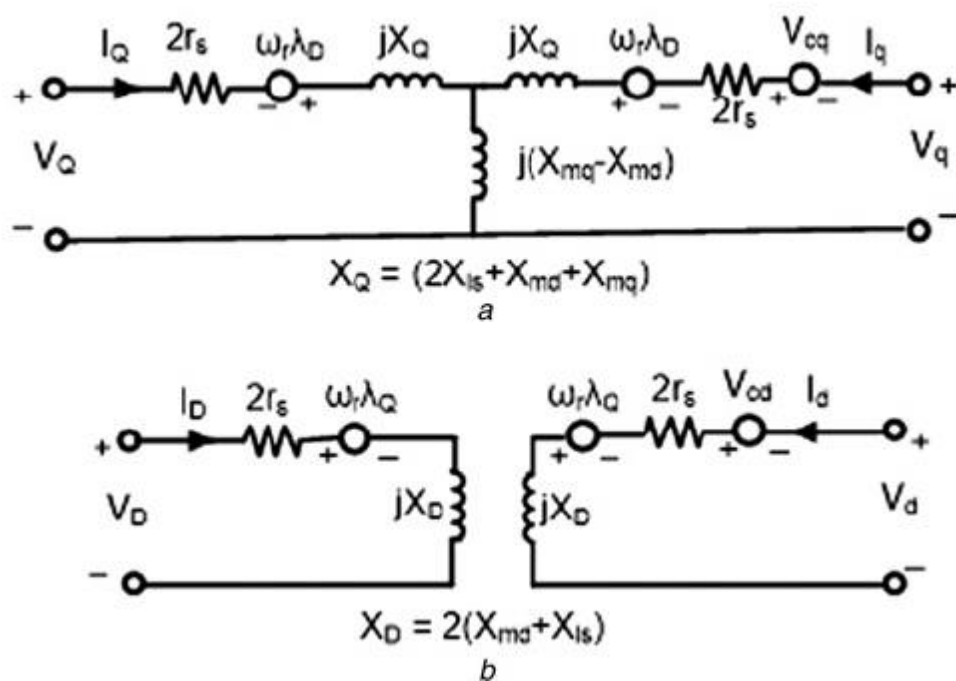 I_Q 2r_s ω_rλ_D jX_Q jX_Q ω_rλ_D V_cq I_q
+ − + + − 2r_s + − +
V_Q j(X_mq-X_md) V_q
− −
X_Q = (2X_ls+X_md+X_mq)
a
I_D 2r_s ω_rλ_Q ω_rλ_Q 2r_s V_cd I_d
+ + − + − + − +
V_D jX_D jX_D V_d
− −
X_D = 2(X_md+X_ls)
b